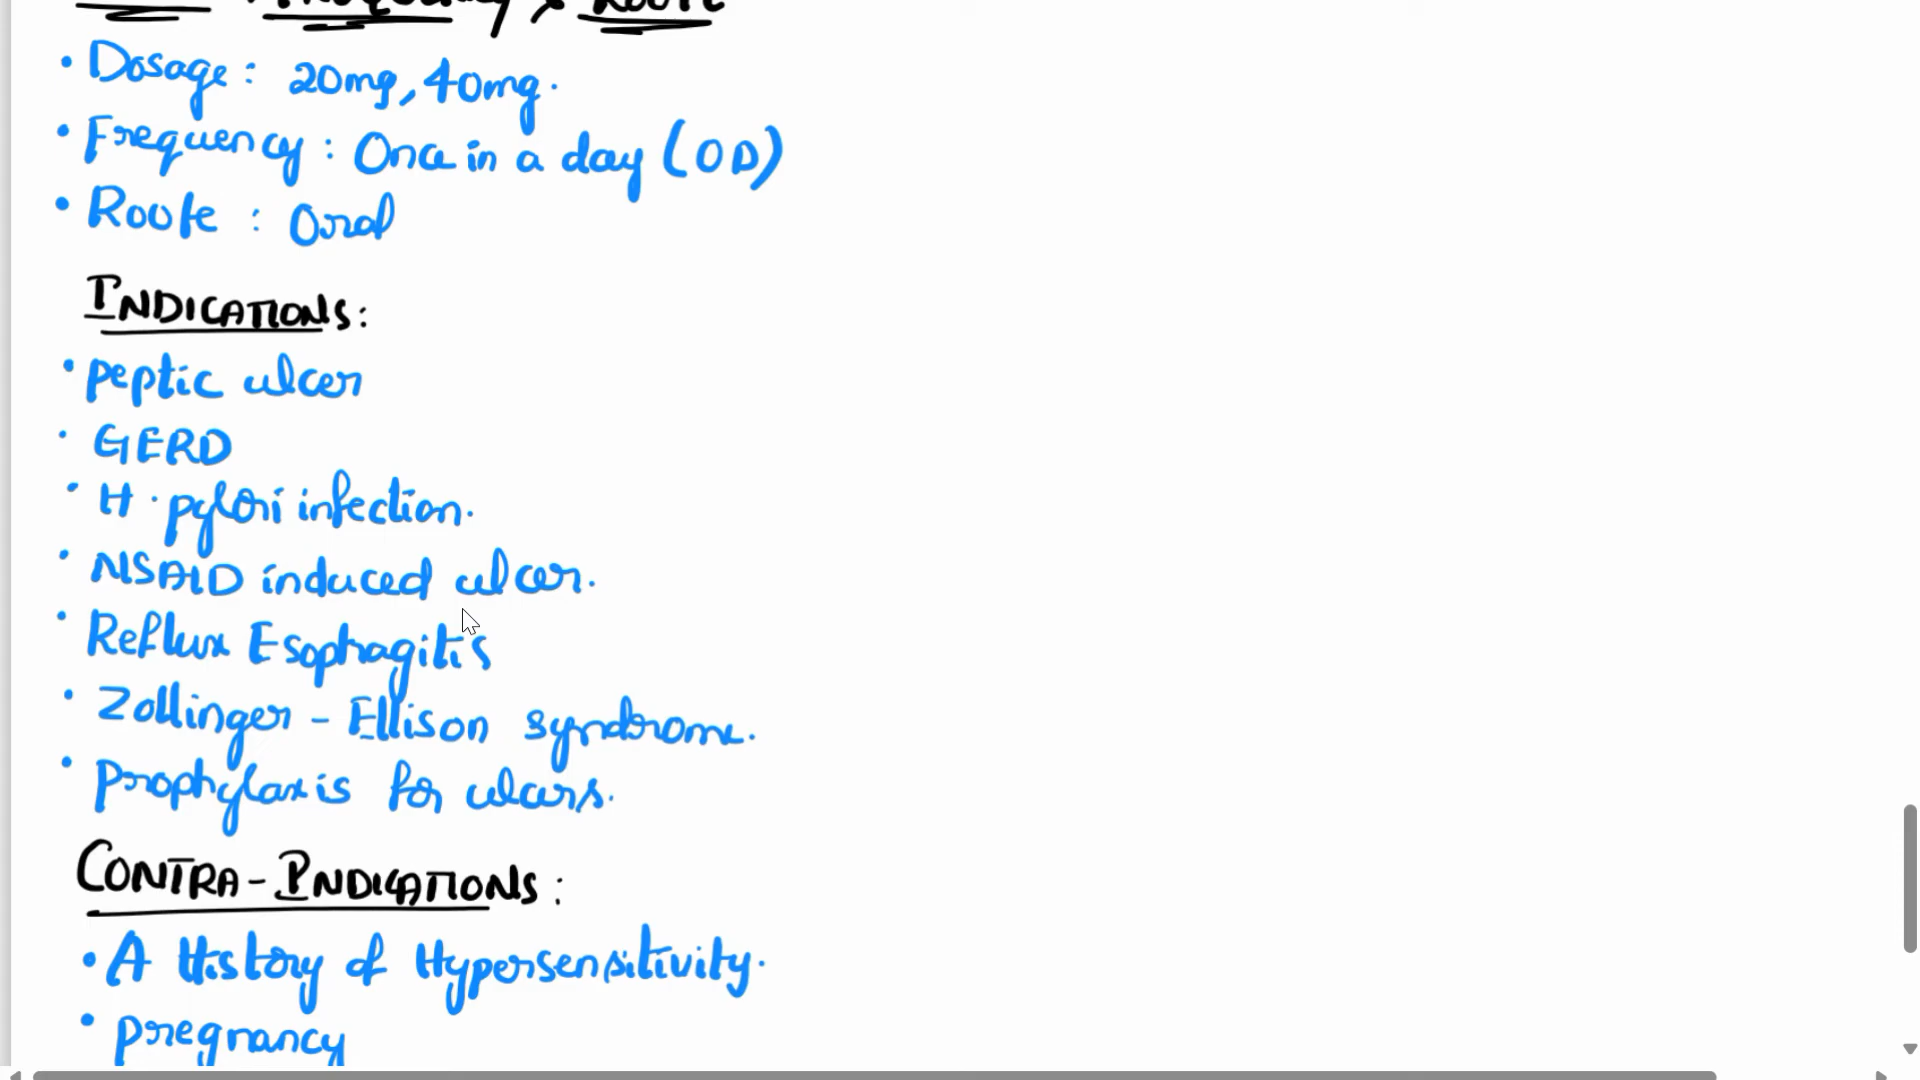 Route
• Dosage : 20mg, 40mg.
• Frequency : Once in a day (OD)
• Route : Oral
INDICATIONS:
• peptic ulcer
• GERD
• H. pylori infection.
• NSAID induced ulcer.
• Reflux Esophagitis
• Zollinger - Ellison syndrome.
• Prophylaxis for ulcers.
CONTRA-INDICATIONS:
• A History of Hypersensitivity.
• pregnancy